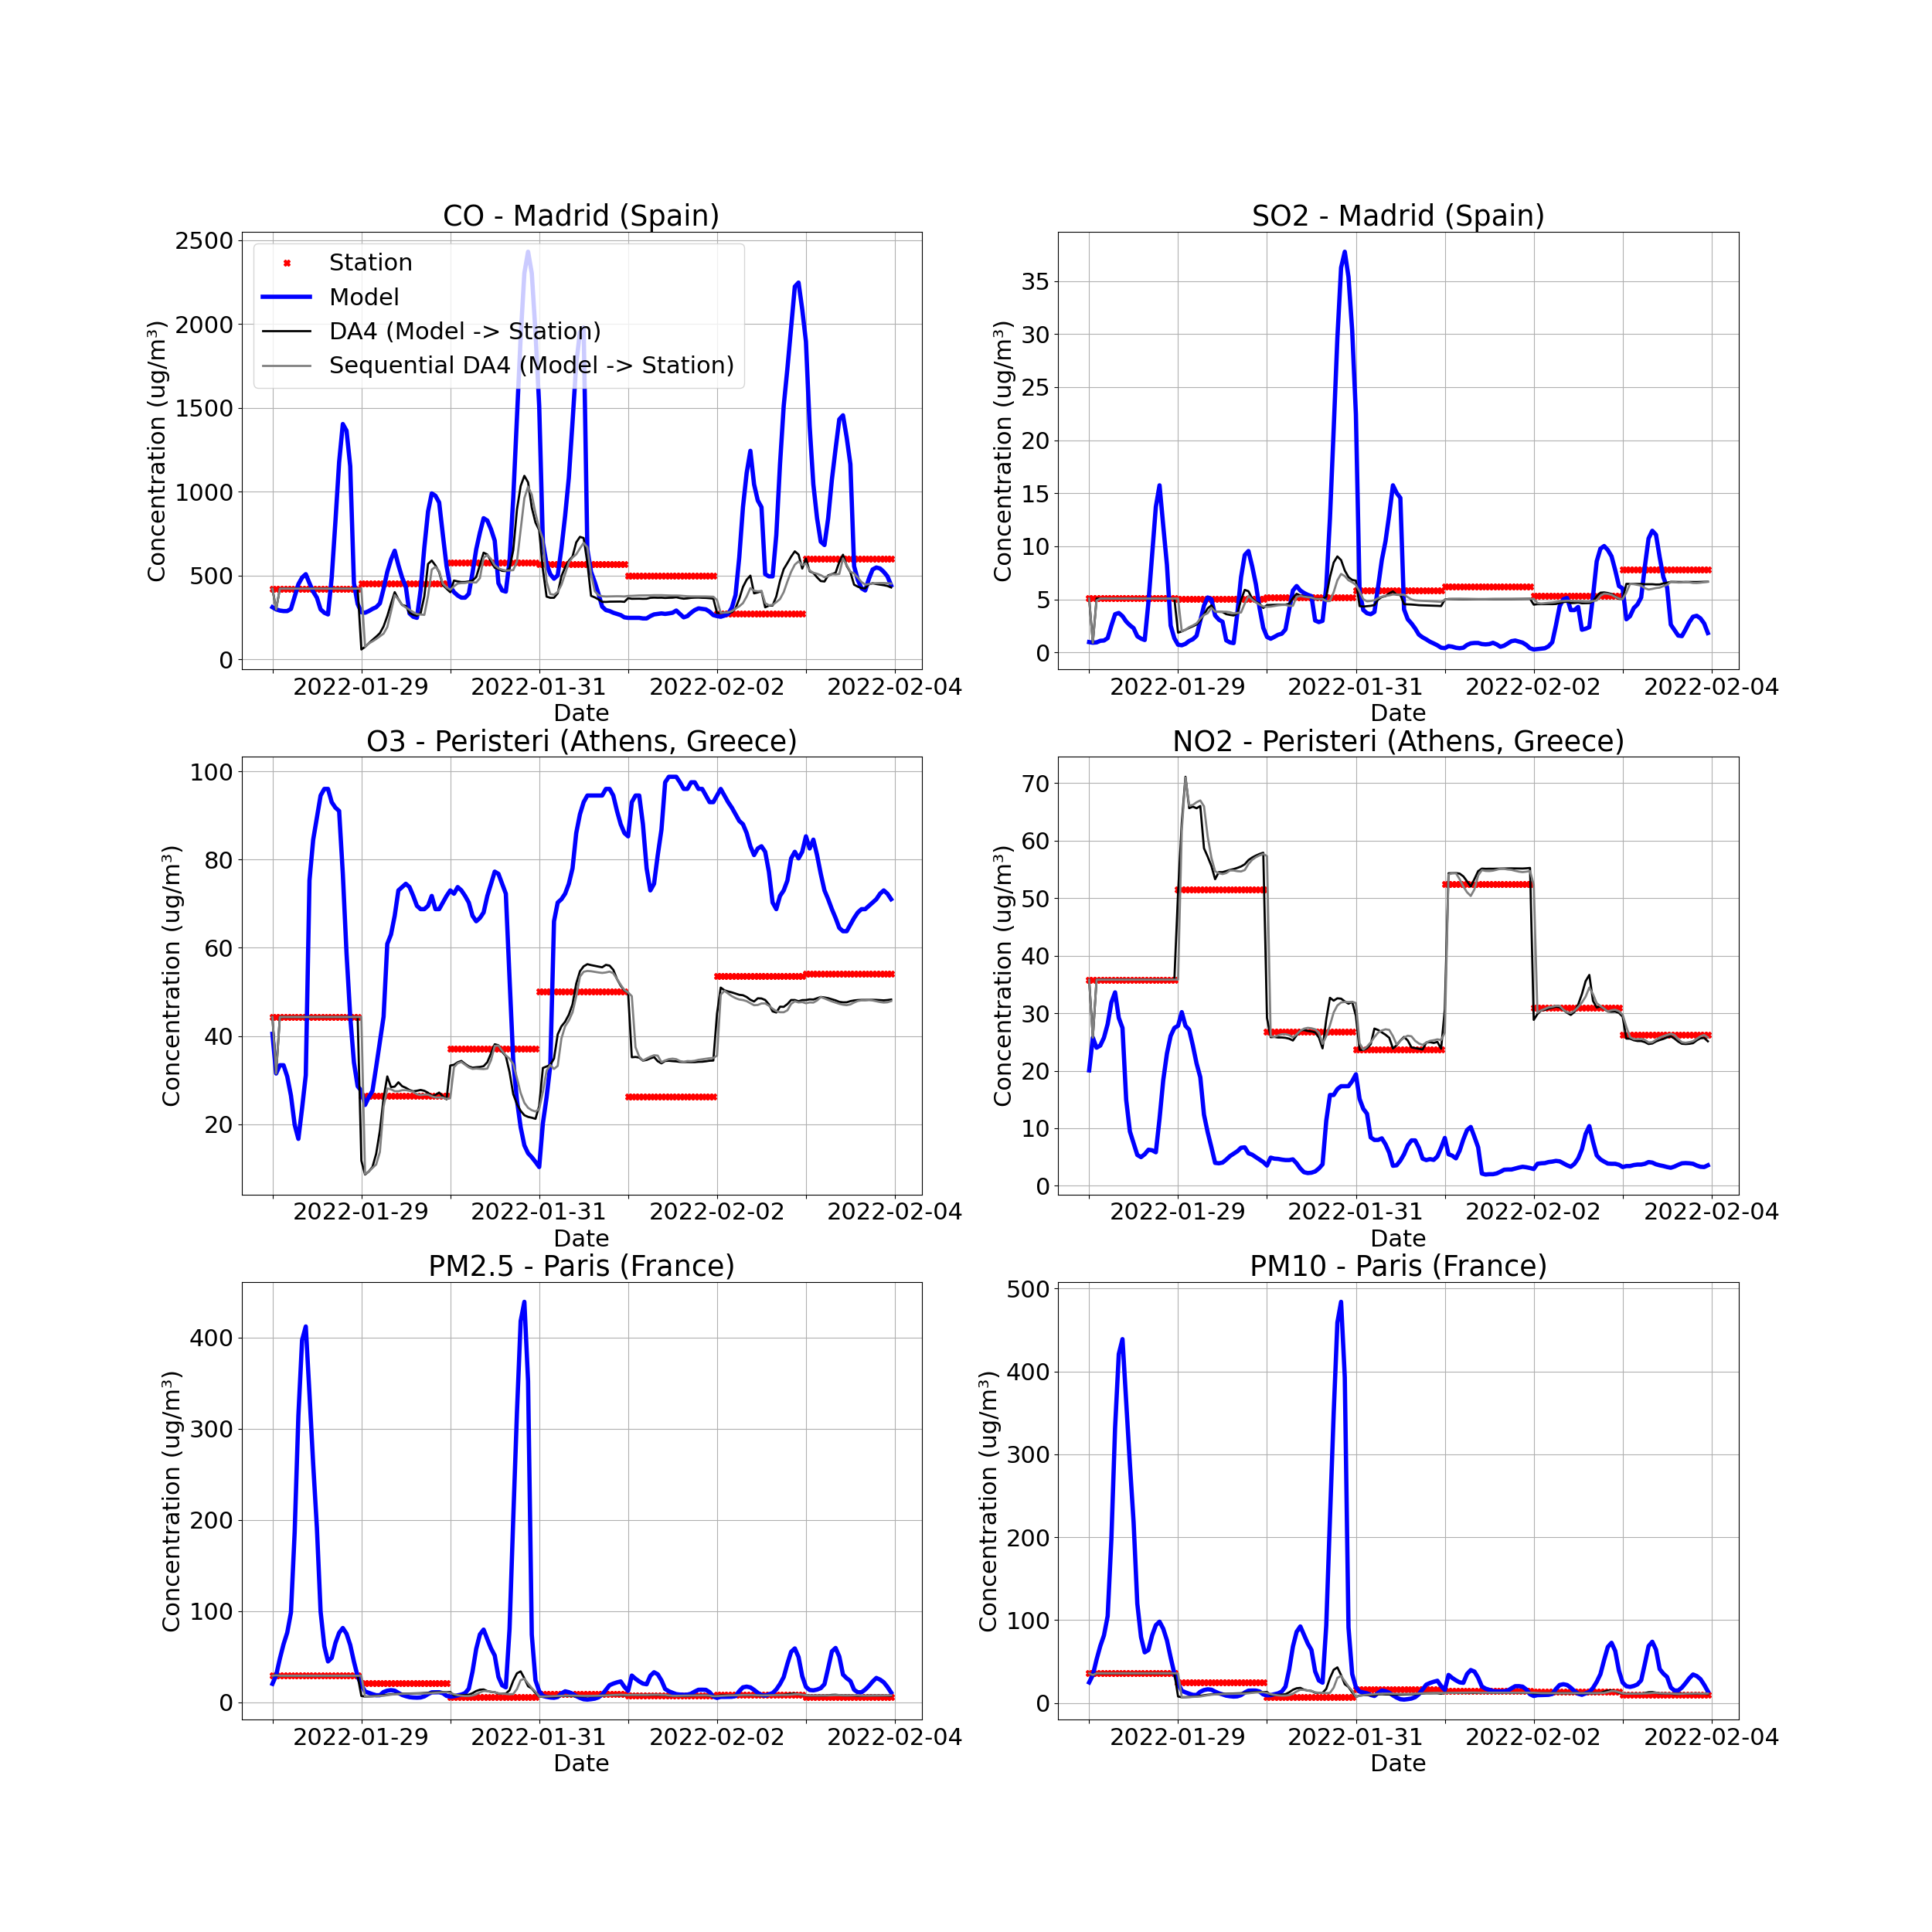 CO - Madrid (Spain)
Concentration (ug/m³)
2500
2000
1500
1000
500
0
Station
Model
DA4 (Model -> Station)
Sequential DA4 (Model -> Station)
2022-01-29 2022-01-31 2022-02-02 2022-02-04
Date
SO2 - Madrid (Spain)
Concentration (ug/m³)
35
30
25
20
15
10
5
0
2022-01-29 2022-01-31 2022-02-02 2022-02-04
Date
O3 - Peristeri (Athens, Greece)
Concentration (ug/m³)
100
80
60
40
20
2022-01-29 2022-01-31 2022-02-02 2022-02-04
Date
NO2 - Peristeri (Athens, Greece)
Concentration (ug/m³)
70
60
50
40
30
20
10
0
2022-01-29 2022-01-31 2022-02-02 2022-02-04
Date
PM2.5 - Paris (France)
Concentration (ug/m³)
400
300
200
100
0
2022-01-29 2022-01-31 2022-02-02 2022-02-04
Date
PM10 - Paris (France)
Concentration (ug/m³)
500
400
300
200
100
0
2022-01-29 2022-01-31 2022-02-02 2022-02-04
Date